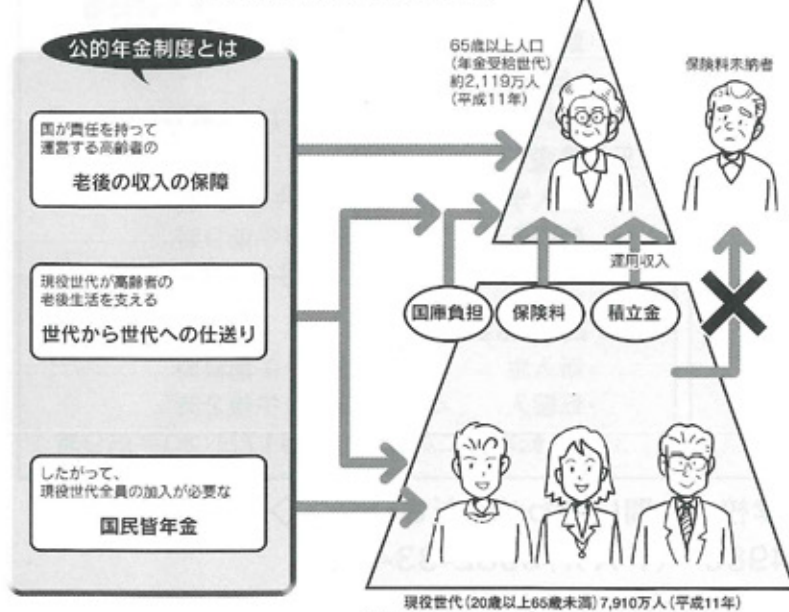 公的年金制度とは
国が責任を持って
運営する高齢者の
老後の収入の保障
現役世代が高齢者の
老後生活を支える
世代から世代への仕送り
したがって、
現役世代全員の加入が必要な
国民皆年金
65歳以上人口
(年金受給世代)
約2,119万人
(平成11年)
保険料未納者
運用収入
国庫負担
保険料
積立金
現役世代(20歳以上65歳未満)7,910万人(平成11年)